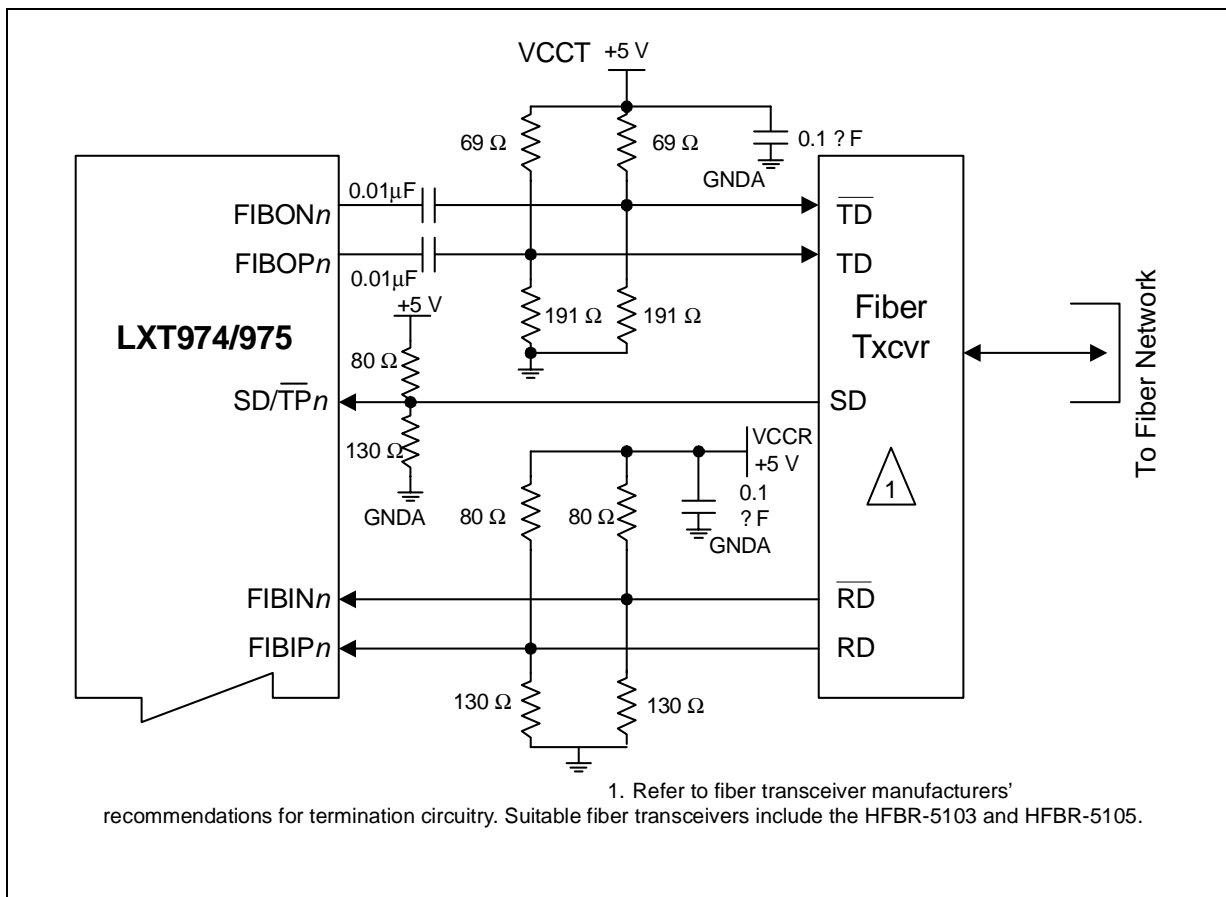 VCCT +5 V
69 Ω
69 Ω
0.1 ? F
GNDA
0.01µF
FIBONn
T̅D̅
FIBOPn
TD
0.01µF
+5 V
191 Ω
191 Ω
Fiber
Txcvr
LXT974/975
80 Ω
SD/T̅P̅n
SD
To Fiber Network
130 Ω
VCCR
+5 V
GNDA
80 Ω
80 Ω
0.1
? F
GNDA
1
FIBINn
R̅D̅
FIBIPn
RD
130 Ω
130 Ω
1. Refer to fiber transceiver manufacturers’
recommendations for termination circuitry. Suitable fiber transceivers include the HFBR-5103 and HFBR-5105.